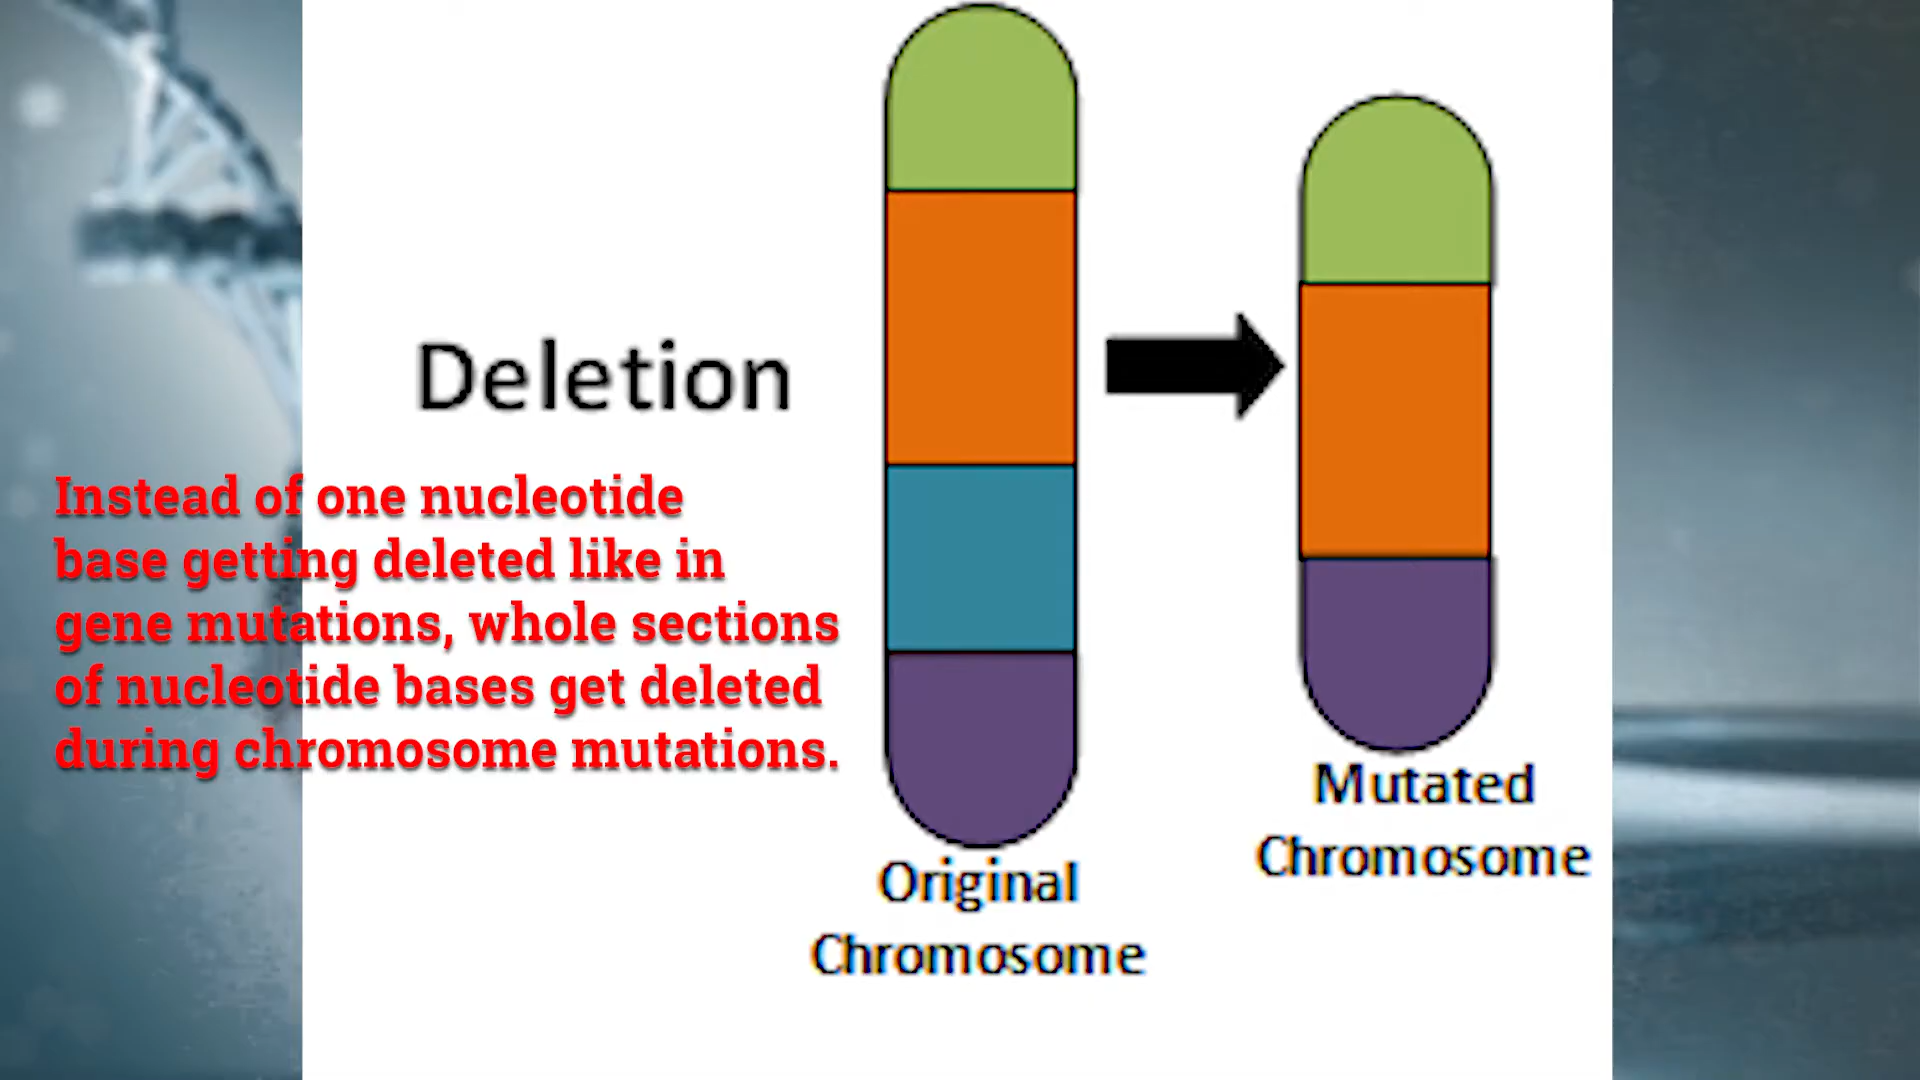 Deletion
Instead of one nucleotide
base getting deleted like in
gene mutations, whole sections
of nucleotide bases get deleted
during chromosome mutations.
Original
Chromosome
Mutated
Chromosome